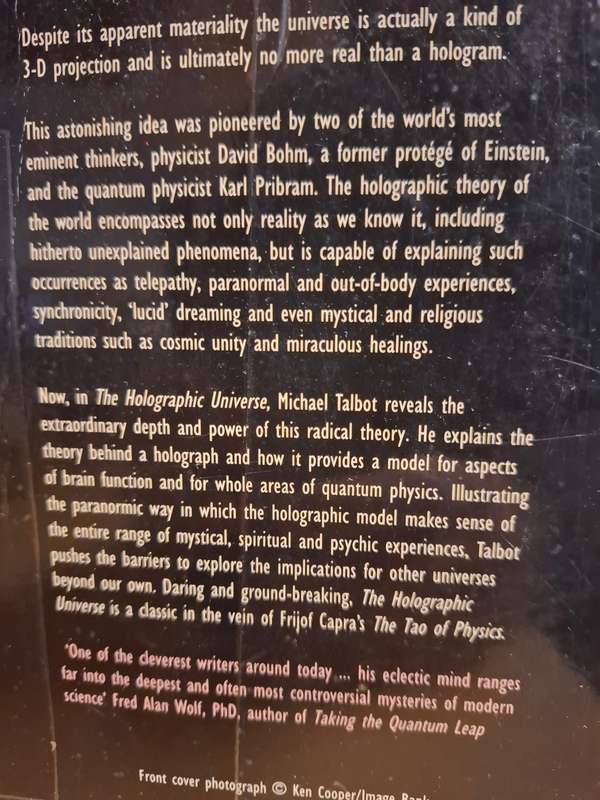 Despite its apparent materiality the universe is actually a kind of
3-D projection and is ultimately no more real than a hologram.
This astonishing idea was pioneered by two of the world's most
eminent thinkers, physicist David Bohm, a former protégé of Einstein,
and the quantum physicist Karl Pribram. The holographic theory of
the world encompasses not only reality as we know it, including
hitherto unexplained phenomena, but is capable of explaining such
occurrences as telepathy, paranormal and out-of-body experiences,
synchronicity, 'lucid' dreaming and even mystical and religious
traditions such as cosmic unity and miraculous healings.
Now, in The Holographic Universe, Michael Talbot reveals the
extraordinary depth and power of this radical theory. He explains the
theory behind a holograph and how it provides a model for aspects
of brain function and for whole areas of quantum physics. Illustrating
the paranormic way in which the holographic model makes sense of
the entire range of mystical, spiritual and psychic experiences, Talbot
pushes the barriers to explore the implications for other universes
beyond our own. Daring and ground-breaking, The Holographic
Universe is a classic in the vein of Frijof Capra's The Tao of Physics.
'One of the cleverest writers around today ... his eclectic mind ranges
far into the deepest and often most controversial mysteries of modern
science' Fred Alan Wolf, PhD, author of Taking the Quantum Leap
Front cover photograph © Ken Cooper/Image